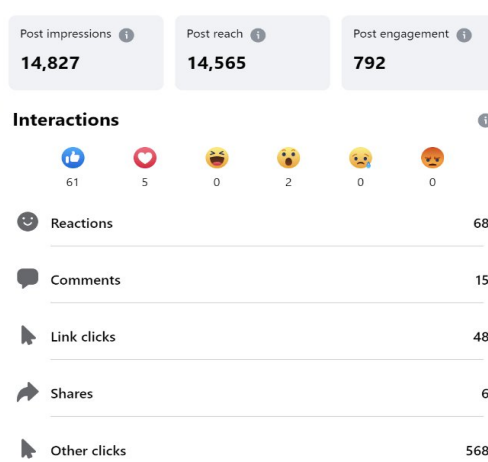 Post impressions
Post reach
Post engagement
14,827
14,565
792
Interactions
61
5
0
2
0
0
Reactions
68
Comments
15
Link clicks
48
Shares
6
Other clicks
568